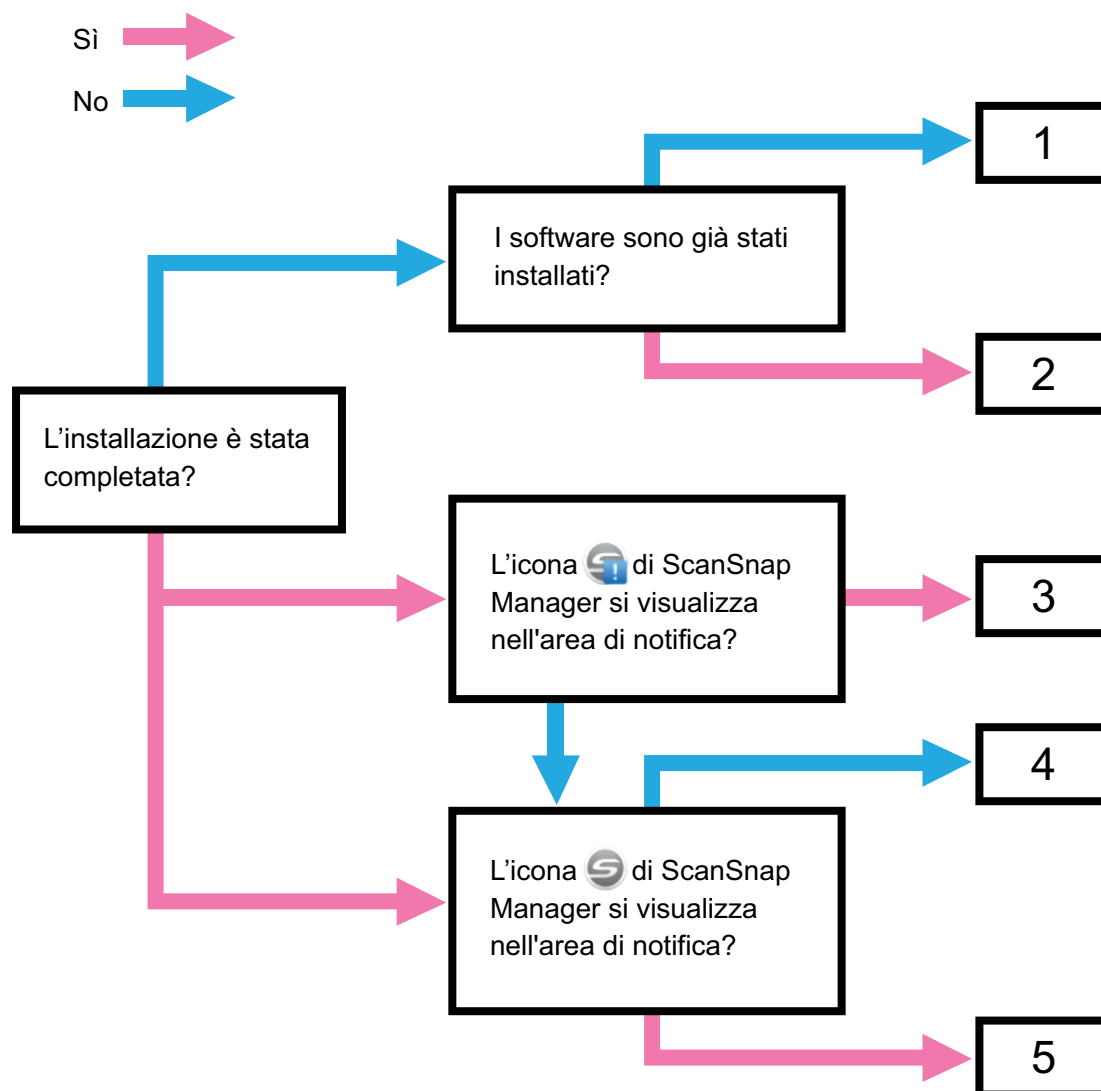 Sì
No
1
I software sono già stati
installati?
2
L’installazione è stata
completata?
L’icona di ScanSnap
Manager si visualizza
nell'area di notifica?
3
4
L’icona di ScanSnap
Manager si visualizza
nell'area di notifica?
5